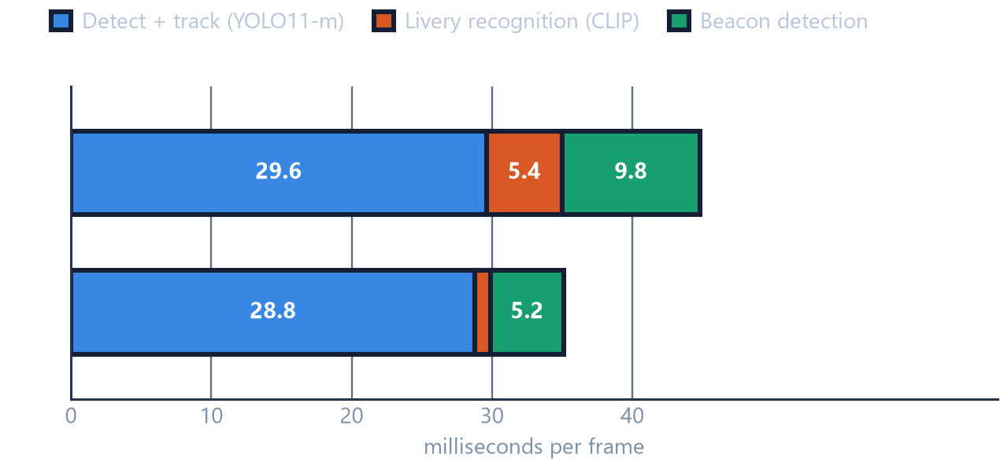 Detect + track (YOLO11-m) Livery recognition (CLIP) Beacon detection
29.6 5.4 9.8
28.8 5.2
0 10 20 30 40
milliseconds per frame